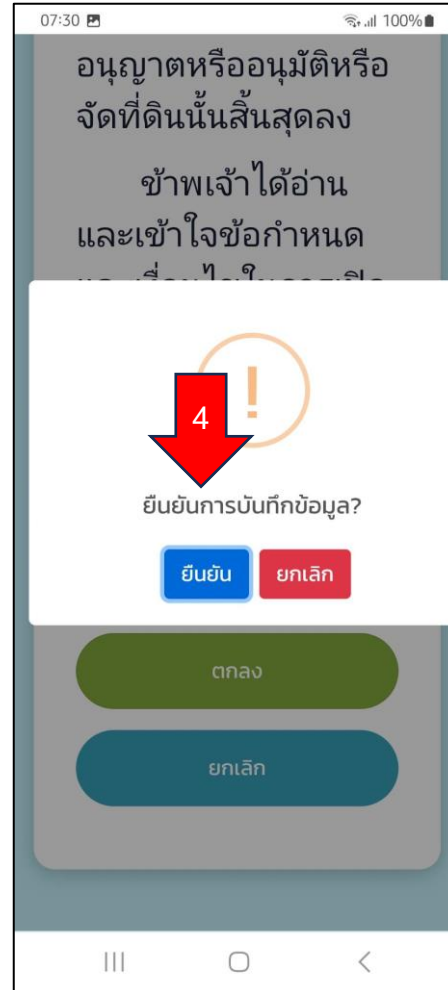 07:30 100%
อนุญาตหรืออนุมัติหรือ
จัดที่ดินนั้นสิ้นสุดลง
ข้าพเจ้าได้อ่าน
และเข้าใจข้อกำหนด
4
ยืนยันการบันทึกข้อมูล?
ยืนยัน ยกเลิก
ตกลง
ยกเลิก